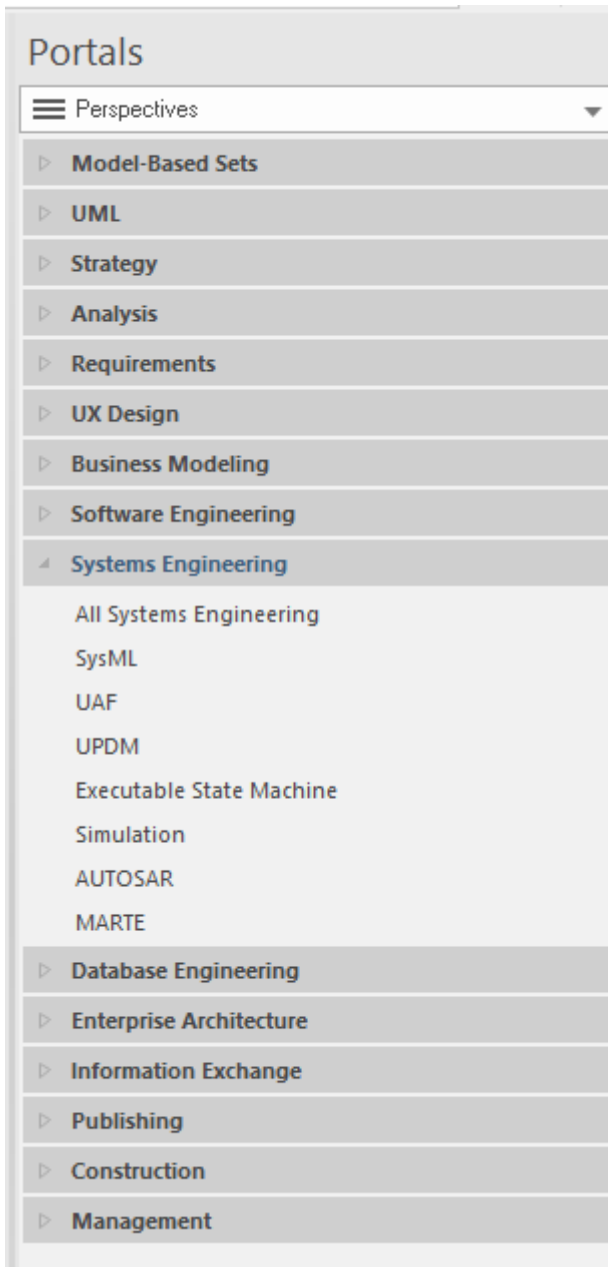 Portals
Perspectives
Model-Based Sets
UML
Strategy
Analysis
Requirements
UX Design
Business Modeling
Software Engineering
Systems Engineering
All Systems Engineering
SysML
UAF
UPDM
Executable State Machine
Simulation
AUTOSAR
MARTE
Database Engineering
Enterprise Architecture
Information Exchange
Publishing
Construction
Management